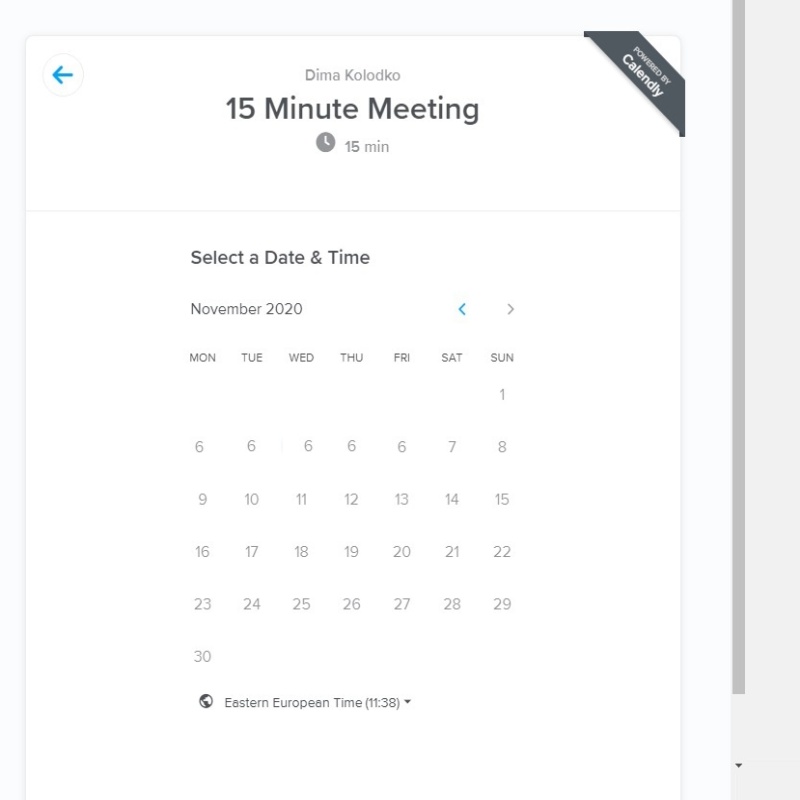 Dima Kolodko
POWERED BY
Calendly
15 Minute Meeting
15 min
Select a Date & Time
November 2020
MON TUE WED THU FRI SAT SUN
1
6 6 6 6 6 7 8
9 10 11 12 13 14 15
16 17 18 19 20 21 22
23 24 25 26 27 28 29
30
Eastern European Time (11:38)